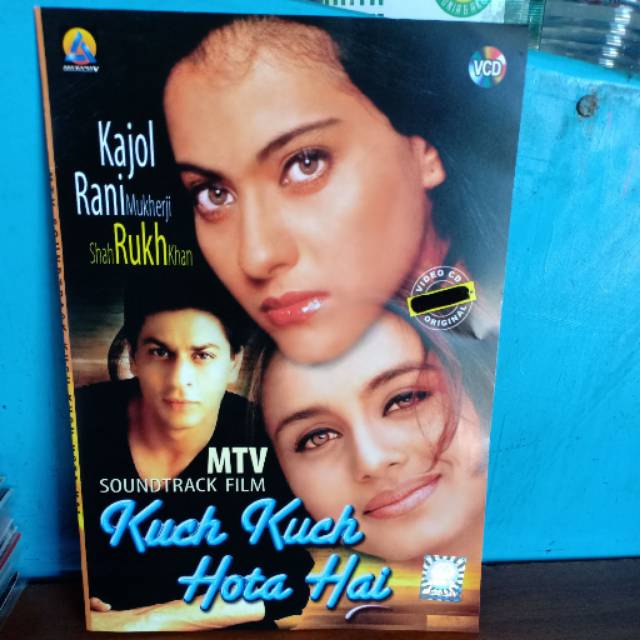 VCD
Kajol
Rani Mukherji
Shah Rukh Khan
VIDEO CD
ORIGINAL
MTV
SOUNDTRACK FILM
Kuch Kuch
Hota Hai